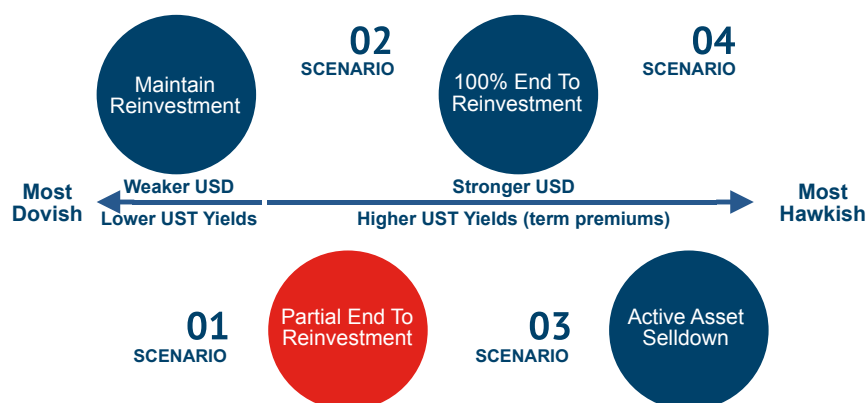 Maintain
Reinvestment
02
SCENARIO
100% End To
Reinvestment
04
SCENARIO
Most
Dovish
Weaker USD
Lower UST Yields
Stronger USD
Higher UST Yields (term premiums)
Most
Hawkish
01
SCENARIO
Partial End To
Reinvestment
03
SCENARIO
Active Asset
Selldown